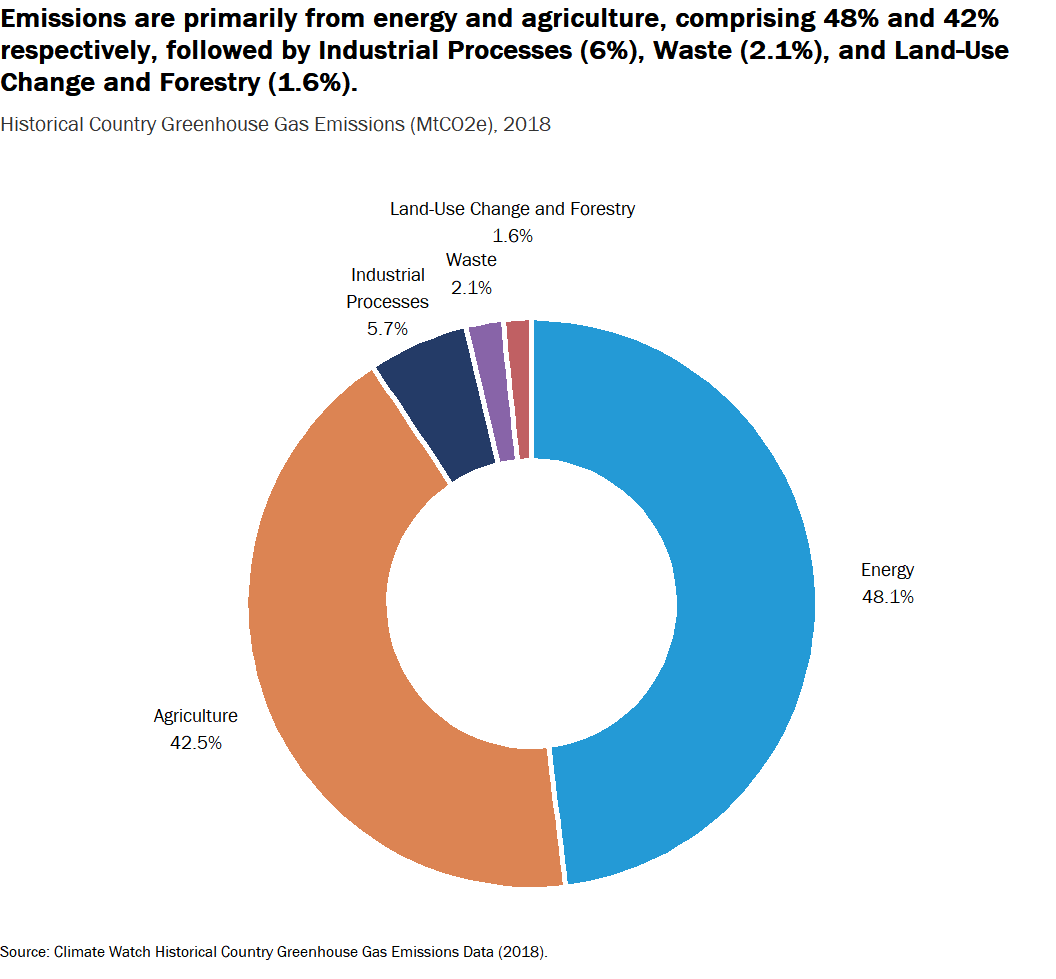 Emissions are primarily from energy and agriculture, comprising 48% and 42%
respectively, followed by Industrial Processes (6%), Waste (2.1%), and Land-Use
Change and Forestry (1.6%).
Historical Country Greenhouse Gas Emissions (MtCO2e), 2018
Land-Use Change and Forestry
1.6%
Waste
2.1%
Industrial
Processes
5.7%
Energy
48.1%
Agriculture
42.5%
Source: Climate Watch Historical Country Greenhouse Gas Emissions Data (2018).